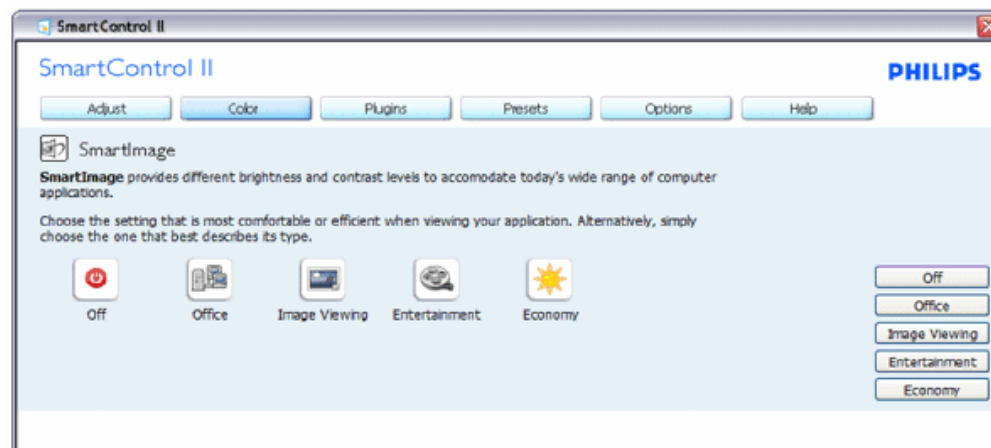 SmartControl II
SmartControl II
PHILIPS
Adjust
Color
Plugins
Presets
Options
Help
SmartImage
SmartImage provides different brightness and contrast levels to accomodate today's wide range of computer
applications.
Choose the setting that is most comfortable or efficient when viewing your application. Alternatively, simply
choose the one that best describes its type.
Off
Office
Image Viewing
Entertainment
Economy
Off
Office
Image Viewing
Entertainment
Economy